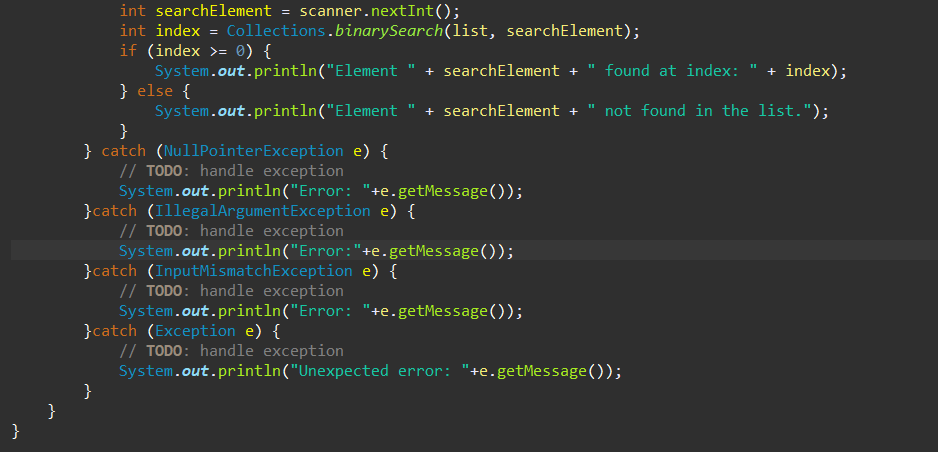 int searchElement = scanner.nextInt();
int index = Collections.binarySearch(list, searchElement);
if (index >= 0) {
System.out.println("Element " + searchElement + " found at index: " + index);
} else {
System.out.println("Element " + searchElement + " not found in the list.");
}
} catch (NullPointerException e) {
// TODO: handle exception
System.out.println("Error: "+e.getMessage());
}catch (IllegalArgumentException e) {
// TODO: handle exception
System.out.println("Error:"+e.getMessage());
}catch (InputMismatchException e) {
// TODO: handle exception
System.out.println("Error: "+e.getMessage());
}catch (Exception e) {
// TODO: handle exception
System.out.println("Unexpected error: "+e.getMessage());
}
}
}